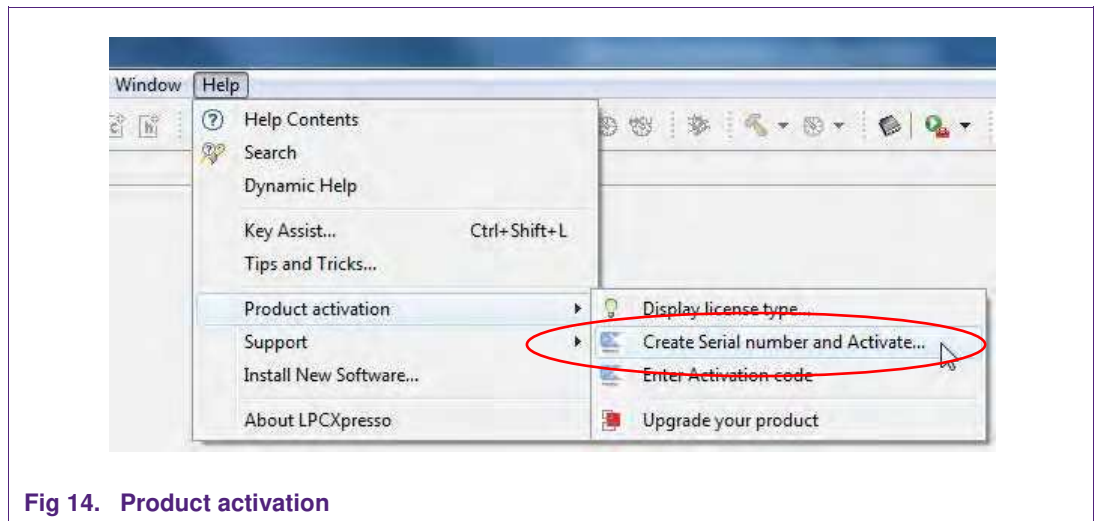 Window Help
Help Contents
Search
Dynamic Help
Key Assist... Ctrl+Shift+L
Tips and Tricks...
Product activation
Support
Install New Software...
About LPCXpresso
Display license type...
Create Serial number and Activate...
Enter Activation code
Upgrade your product
Fig 14. Product activation